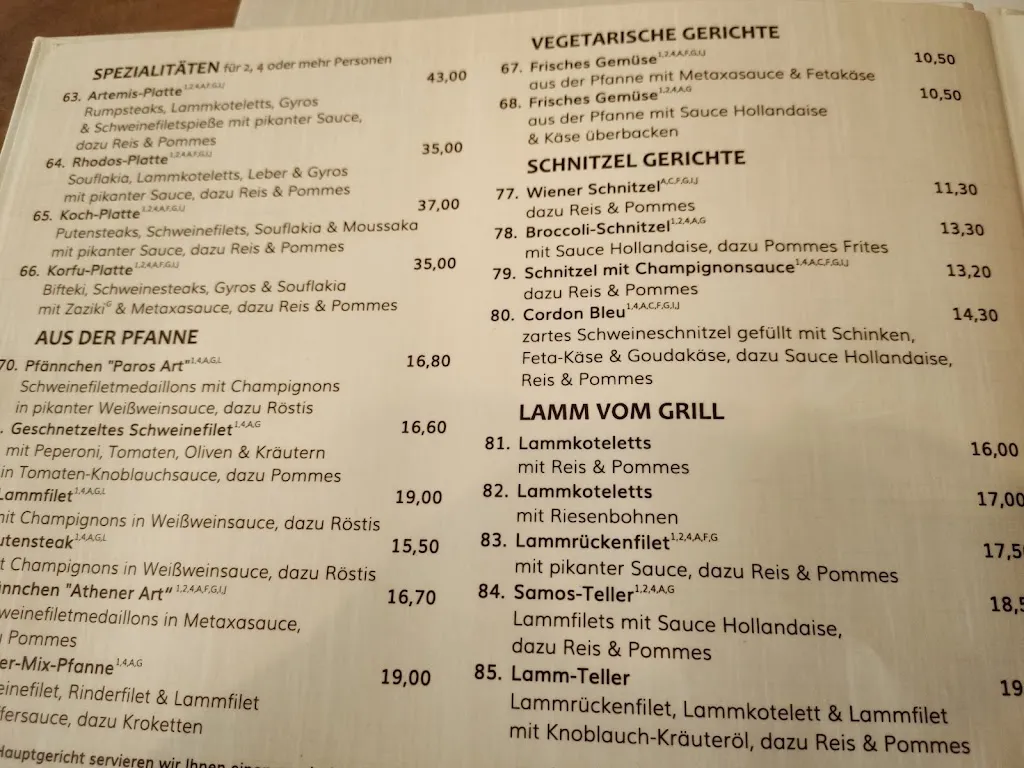 SPEZIALITÄTEN für 2, 4 oder mehr Personen
63. Artemis-Platte 1,2,4,A,F,G,I,J 43,00
Rumpsteaks, Lammkoteletts, Gyros
& Schweinefiletspieße mit pikanter Sauce,
dazu Reis & Pommes
64. Rhodos-Platte 1,2,4,A,F,G,I,J 35,00
Souflakia, Lammkoteletts, Leber & Gyros
mit pikanter Sauce, dazu Reis & Pommes
65. Koch-Platte 1,2,4,A,F,G,I,J 37,00
Putensteaks, Schweinefilets, Souflakia & Moussaka
mit pikanter Sauce, dazu Reis & Pommes
66. Korfu-Platte 1,2,4,A,F,G,I,J 35,00
Bifteki, Schweinesteaks, Gyros & Souflakia
mit Zaziki G & Metaxasauce, dazu Reis & Pommes
AUS DER PFANNE
70. Pfännchen "Paros Art" 1,4,A,G,L 16,80
Schweinefiletmedaillons mit Champignons
in pikanter Weißweinsauce, dazu Röstis
. Geschnetzeltes Schweinefilet 1,4,A,G 16,60
mit Peperoni, Tomaten, Oliven & Kräutern
in Tomaten-Knoblauchsauce, dazu Pommes
Lammfilet 1,4,A,G,L 19,00
mit Champignons in Weißweinsauce, dazu Röstis
utensteak 1,4,A,G,L 15,50
t Champignons in Weißweinsauce, dazu Röstis
ännchen "Athener Art" 1,2,4,A,F,G,I,J 16,70
weinefiletmedaillons in Metaxasauce,
u Pommes
er-Mix-Pfanne 1,4,A,G 19,00
einefilet, Rinderfilet & Lammfilet
ffersauce, dazu Kroketten
Hauptgericht servieren wir Ihnen
VEGETARISCHE GERICHTE
67. Frisches Gemüse 1,2,4,A,F,G,I,J 10,50
aus der Pfanne mit Metaxasauce & Fetakäse
68. Frisches Gemüse 1,2,4,A,G 10,50
aus der Pfanne mit Sauce Hollandaise
& Käse überbacken
SCHNITZEL GERICHTE
77. Wiener Schnitzel A,C,F,G,I,J 11,30
dazu Reis & Pommes
78. Broccoli-Schnitzel 1,2,4,A,G 13,30
mit Sauce Hollandaise, dazu Pommes Frites
79. Schnitzel mit Champignonsauce 1,4,A,C,F,G,I,J 13,20
dazu Reis & Pommes
80. Cordon Bleu 1,4,A,C,F,G,I,J 14,30
zartes Schweineschnitzel gefüllt mit Schinken,
Feta-Käse & Goudakäse, dazu Sauce Hollandaise,
Reis & Pommes
LAMM VOM GRILL
81. Lammkoteletts 16,00
mit Reis & Pommes
82. Lammkoteletts 17,00
mit Riesenbohnen
83. Lammrückenfilet 1,2,4,A,F,G 17,5
mit pikanter Sauce, dazu Reis & Pommes
84. Samos-Teller 1,2,4,A,G 18,5
Lammfilets mit Sauce Hollandaise,
dazu Reis & Pommes
85. Lamm-Teller 19
Lammrückenfilet, Lammkotelett & Lammfilet
mit Knoblauch-Kräuteröl, dazu Reis & Pommes